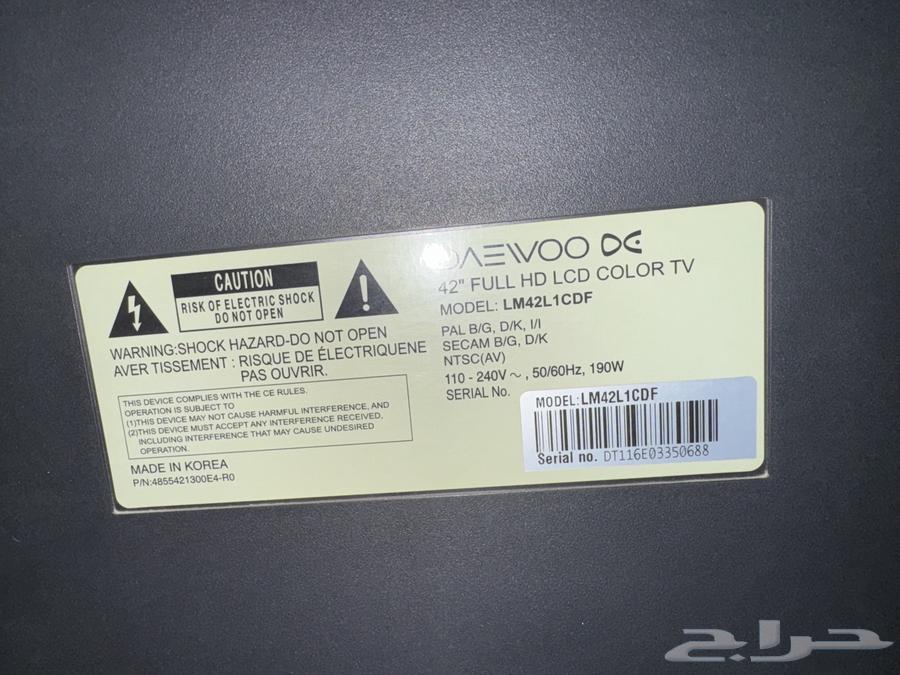 CAUTION
RISK OF ELECTRIC SHOCK
DO NOT OPEN
WARNING:SHOCK HAZARD-DO NOT OPEN
AVER TISSEMENT : RISQUE DE ÉLECTRIQUENE
PAS OUVRIR.
THIS DEVICE COMPLIES WITH THE CE RULES.
OPERATION IS SUBJECT TO
(1)THIS DEVICE MAY NOT CAUSE HARMFUL INTERFERENCE, AND
(2)THIS DEVICE MUST ACCEPT ANY INTERFERENCE RECEIVED,
INCLUDING INTERFERENCE THAT MAY CAUSE UNDESIRED
OPERATION.
MADE IN KOREA
P/N:4855421300E4-R0
DAEWOO
42" FULL HD LCD COLOR TV
MODEL: LM42L1CDF
PAL B/G, D/K, I/I
SECAM B/G, D/K
NTSC(AV)
110 - 240V ~ , 50/60Hz, 190W
SERIAL No.
MODEL:LM42L1CDF
Serial no. DT116E03350688
حراج